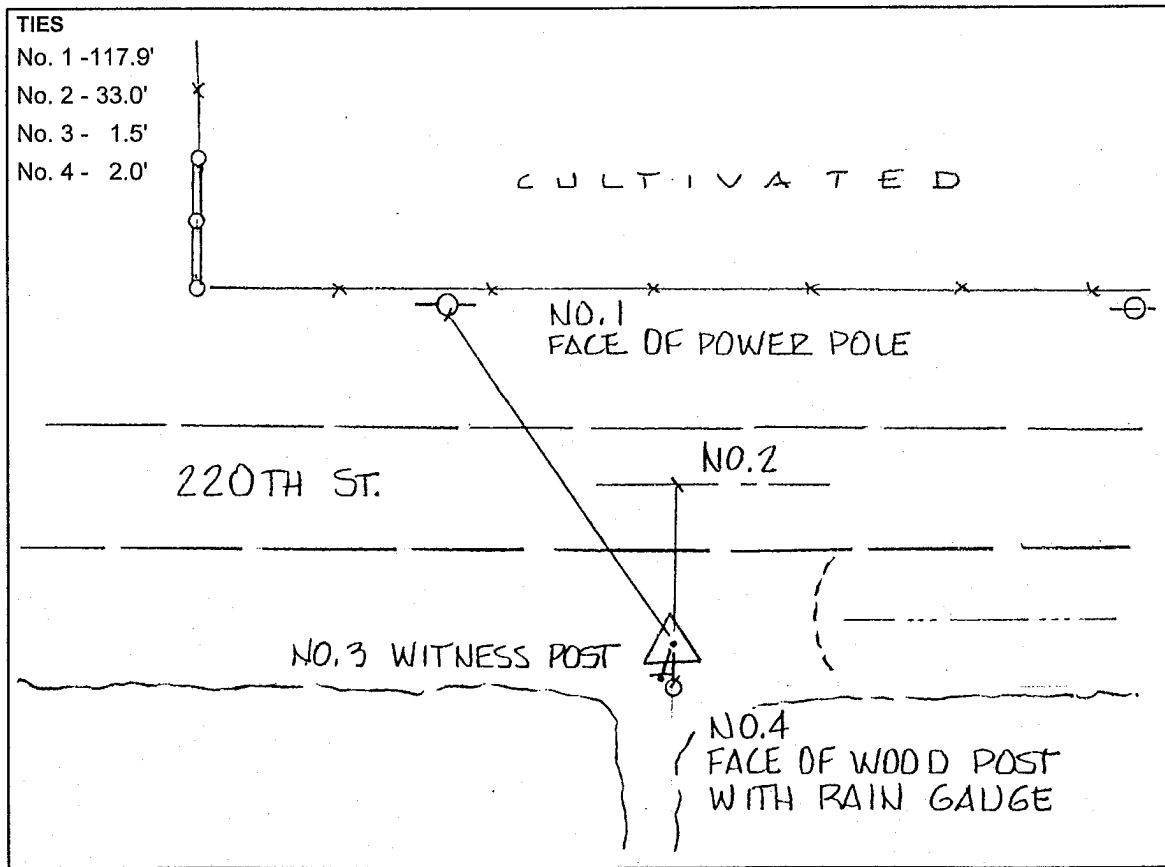 TIES
No. 1 -117.9'
No. 2 - 33.0'
No. 3 - 1.5'
No. 4 - 2.0'
CULTIVATED
NO.1
FACE OF POWER POLE
NO.2
220TH ST.
NO.3 WITNESS POST
NO.4
FACE OF WOOD POST
WITH RAIN GAUGE